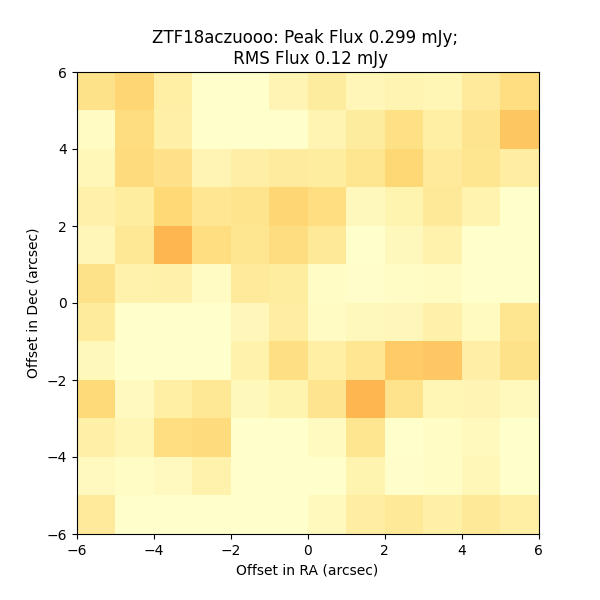 ZTF18aczuooo: Peak Flux 0.299 mJy;
RMS Flux 0.12 mJy
6
4
2
0
−2
−4
−6
Offset in Dec (arcsec)
−6 −4 −2 0 2 4 6
Offset in RA (arcsec)